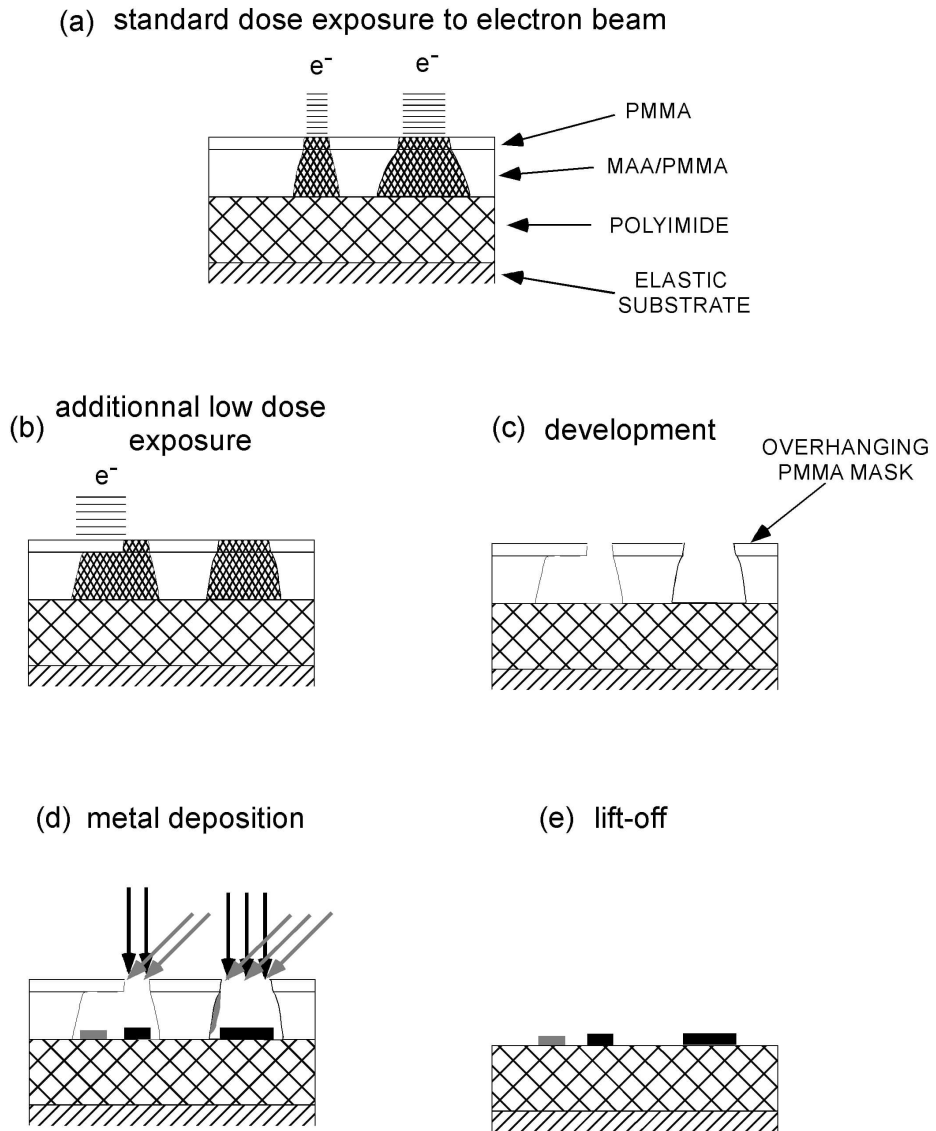 (a) standard dose exposure to electron beam
e⁻ e⁻
PMMA
MAA/PMMA
POLYIMIDE
ELASTIC
SUBSTRATE
(b) additionnal low dose
exposure
e⁻
(c) development
OVERHANGING
PMMA MASK
(d) metal deposition
(e) lift-off